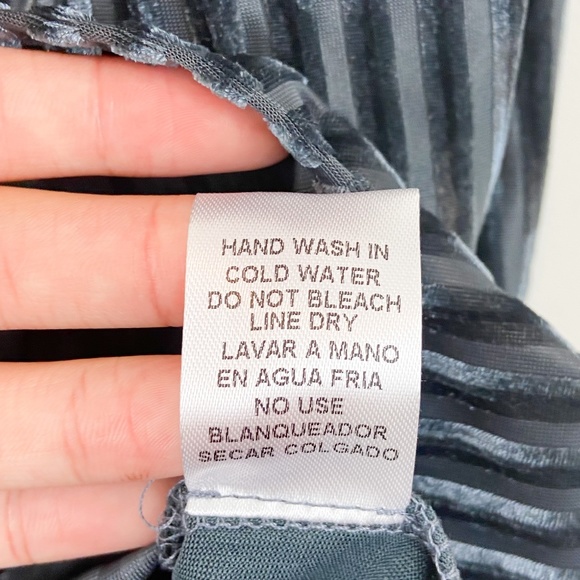 HAND WASH IN
COLD WATER
DO NOT BLEACH
LINE DRY
LAVAR A MANO
EN AGUA FRIA
NO USE
BLANQUEADOR
SECAR COLGADO